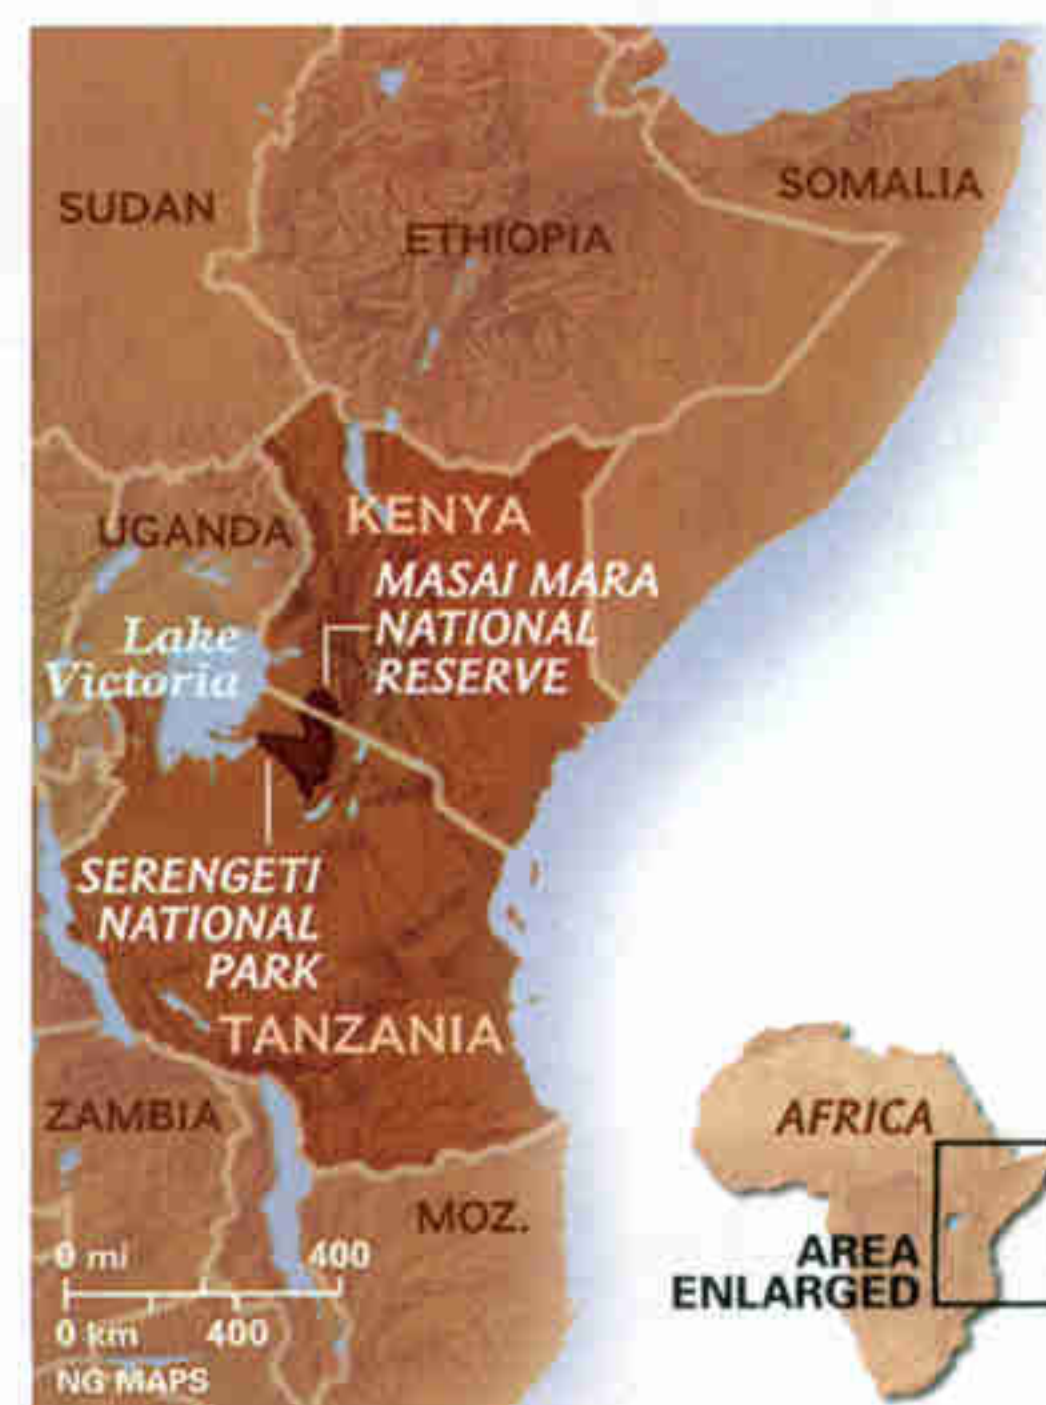 SUDAN
ETHIOPIA
SOMALIA
UGANDA
KENYA
MASAI MARA
NATIONAL
RESERVE
Lake
Victoria
SERENGETI
NATIONAL
PARK
TANZANIA
ZAMBIA
MOZ.
0 mi 400
0 km 400
NG MAPS
AFRICA
AREA
ENLARGED